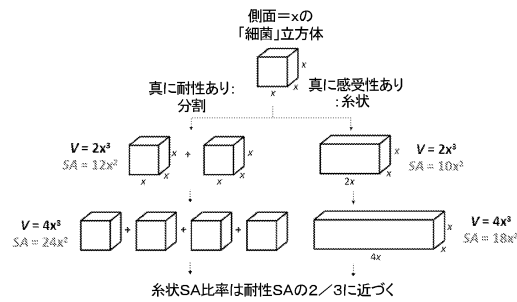 側面=xの
「細菌」立方体
x
x
x
真に耐性あり:
分割
真に感受性あり
:糸状
V = 2x³
SA = 12x²
+
x
x
x
x
x
x
x
x
2x
V = 2x³
SA = 10x²
V = 4x³
SA = 24x²
+
+
+
x
x
4x
V = 4x³
SA = 18x²
糸状SA比率は耐性SAの2/3に近づく